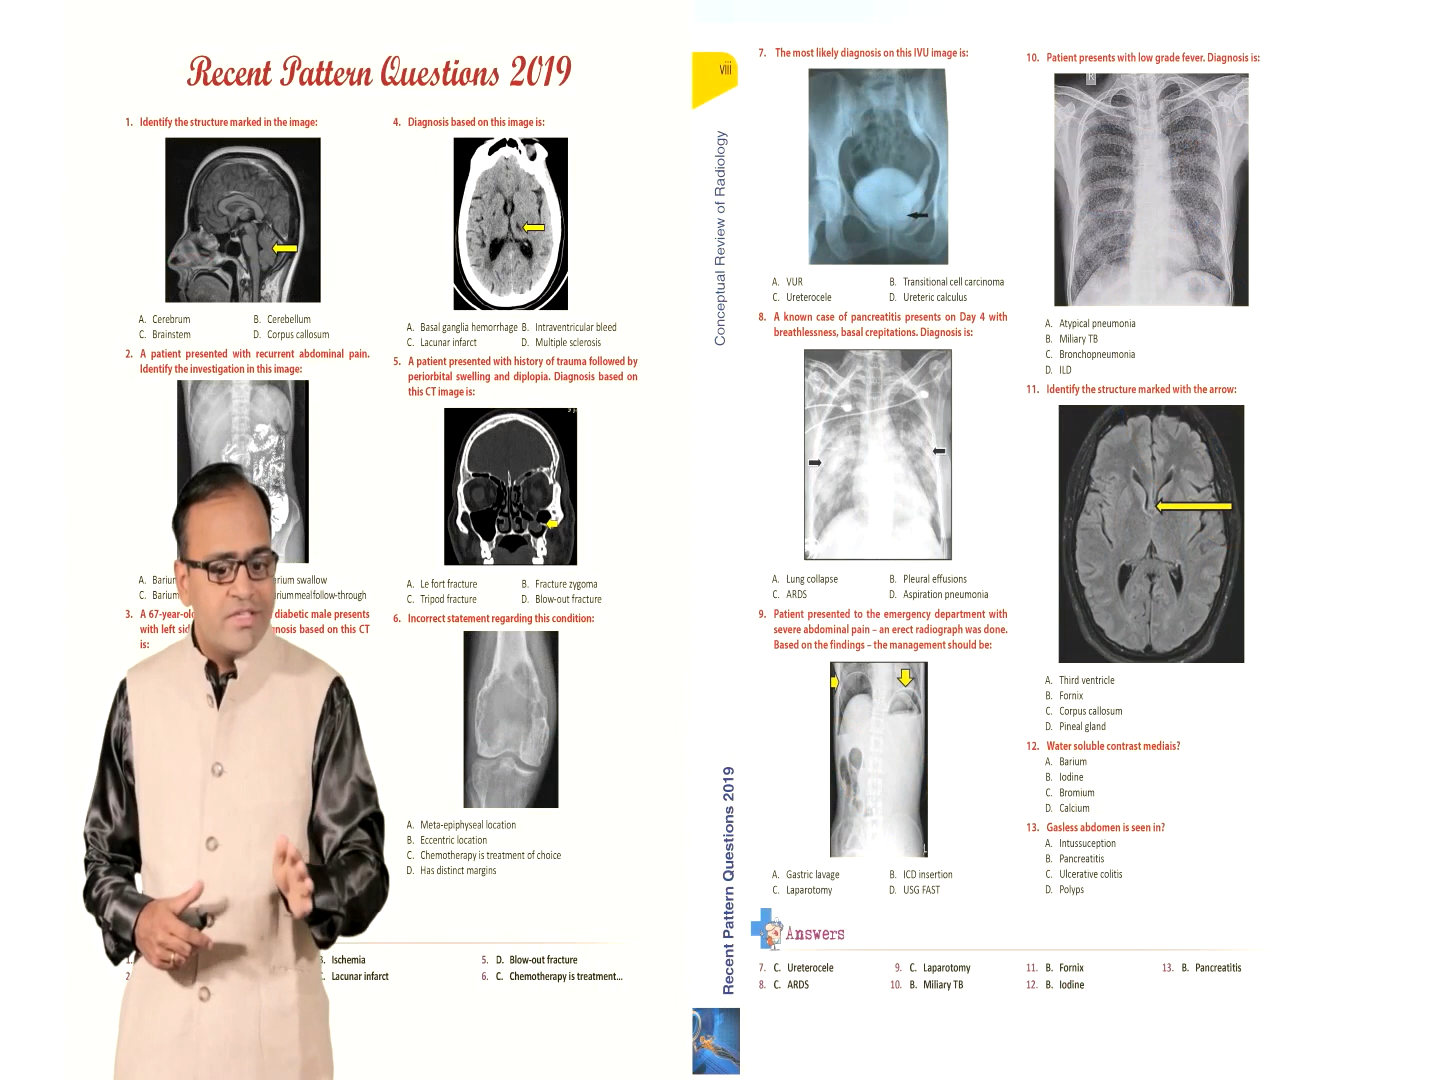 Recent Pattern Questions 2019
1. Identify the structure marked in the image:
A. Cerebrum B. Cerebellum
C. Brainstem D. Corpus callosum
2. A patient presented with recurrent abdominal pain.
Identify the investigation in this image:
A. swallow
C. Barium mealfollow-through
3. A 67-year-old diabetic male presents
with left based on this CT
is:
4. Diagnosis based on this image is:
A. Basal ganglia hemorrhage B. Intraventricular bleed
C. Lacunar infarct D. Multiple sclerosis
5. A patient presented with history of trauma followed by
periorbital swelling and diplopia. Diagnosis based on
this CT image is:
A. Le fort fracture B. Fracture zygoma
C. Tripod fracture D. Blow-out fracture
6. Incorrect statement regarding this condition:
A. Meta-epiphyseal location
B. Eccentric location
C. Chemotherapy is treatment of choice
D. Has distinct margins
B. Ischemia 5. D. Blow-out fracture
C. Lacunar infarct 6. C. Chemotherapy is treatment...
viii
Conceptual Review of Radiology
Recent Pattern Questions 2019
7. The most likely diagnosis on this IVU image is:
A. VUR B. Transitional cell carcinoma
C. Ureterocele D. Ureteric calculus
8. A known case of pancreatitis presents on Day 4 with
breathlessness, basal crepitations. Diagnosis is:
A. Lung collapse B. Pleural effusions
C. ARDS D. Aspiration pneumonia
9. Patient presented to the emergency department with
severe abdominal pain – an erect radiograph was done.
Based on the findings – the management should be:
L
A. Gastric lavage B. ICD insertion
C. Laparotomy D. USG FAST
10. Patient presents with low grade fever. Diagnosis is:
R
A. Atypical pneumonia
B. Miliary TB
C. Bronchopneumonia
D. ILD
11. Identify the structure marked with the arrow:
A. Third ventricle
B. Fornix
C. Corpus callosum
D. Pineal gland
12. Water soluble contrast mediais?
A. Barium
B. Iodine
C. Bromium
D. Calcium
13. Gasless abdomen is seen in?
A. Intussuception
B. Pancreatitis
C. Ulcerative colitis
D. Polyps
Answers
7. C. Ureterocele 9. C. Laparotomy 11. B. Fornix 13. B. Pancreatitis
8. C. ARDS 10. B. Miliary TB 12. B. Iodine